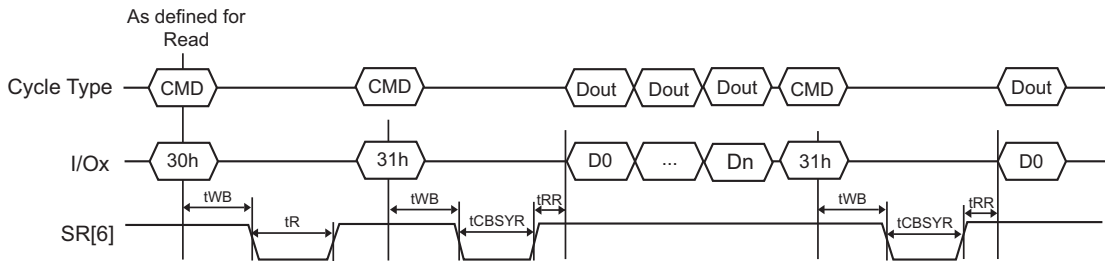 As defined for
Read
Cycle Type CMD CMD Dout Dout Dout CMD Dout
I/Ox 30h 31h D0 ... Dn 31h D0
tWB tR tWB tCBSYR tRR tWB tCBSYR tRR
SR[6]